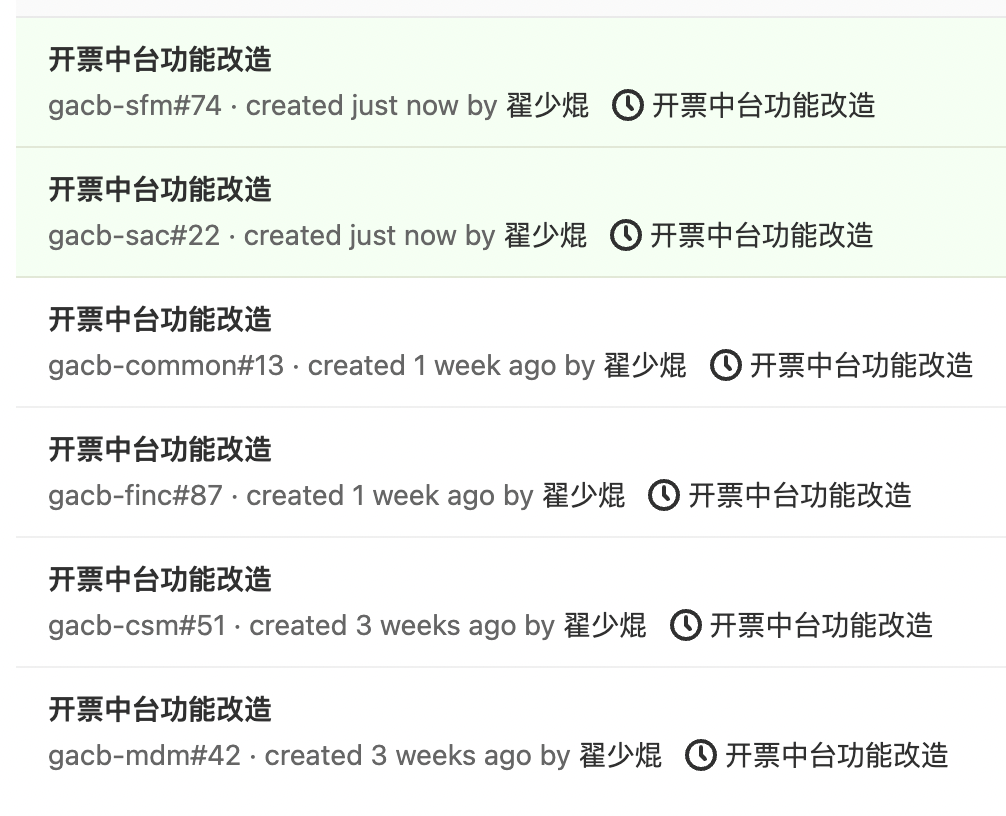 开票中台功能改造
gacb-sfm#74 · created just now by 翟少焜 开票中台功能改造
开票中台功能改造
gacb-sac#22 · created just now by 翟少焜 开票中台功能改造
开票中台功能改造
gacb-common#13 · created 1 week ago by 翟少焜 开票中台功能改造
开票中台功能改造
gacb-finc#87 · created 1 week ago by 翟少焜 开票中台功能改造
开票中台功能改造
gacb-csm#51 · created 3 weeks ago by 翟少焜 开票中台功能改造
开票中台功能改造
gacb-mdm#42 · created 3 weeks ago by 翟少焜 开票中台功能改造